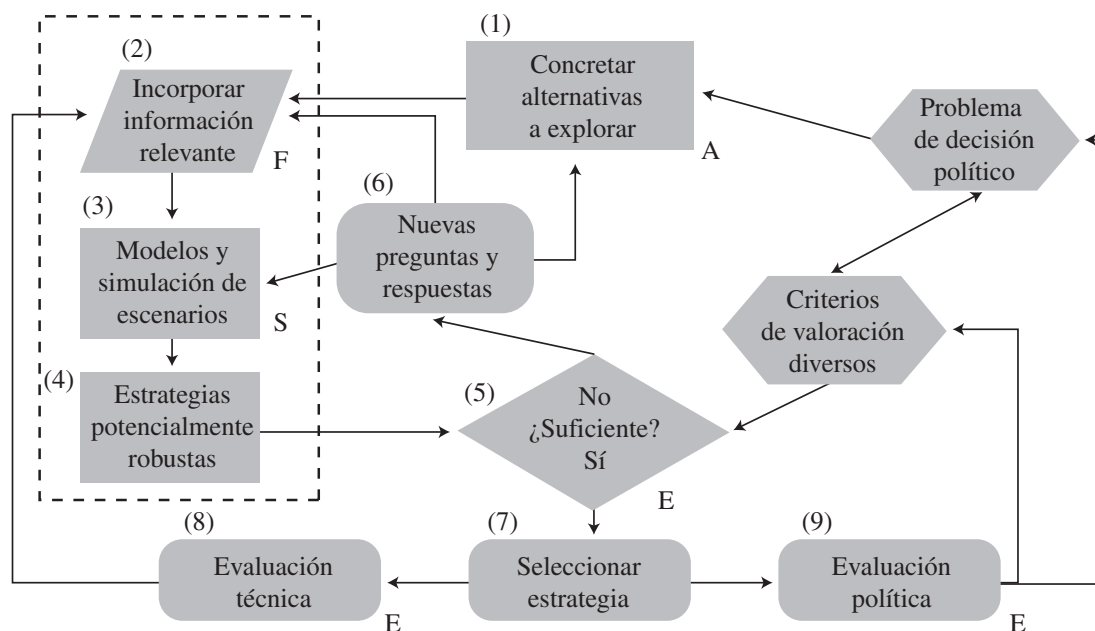 (1)
Concretar
alternativas
a explorar
A
(2)
Incorporar
información
relevante
F
Problema
de decisión
político
(6)
Nuevas
preguntas y
respuestas
(3)
Modelos y
simulación de
escenarios
S
Criterios
de valoración
diversos
(4)
Estrategias
potencialmente
robustas
(5)
No
¿Suficiente?
Sí
E
(8)
Evaluación
técnica
E
(7)
Seleccionar
estrategia
(9)
Evaluación
política
E